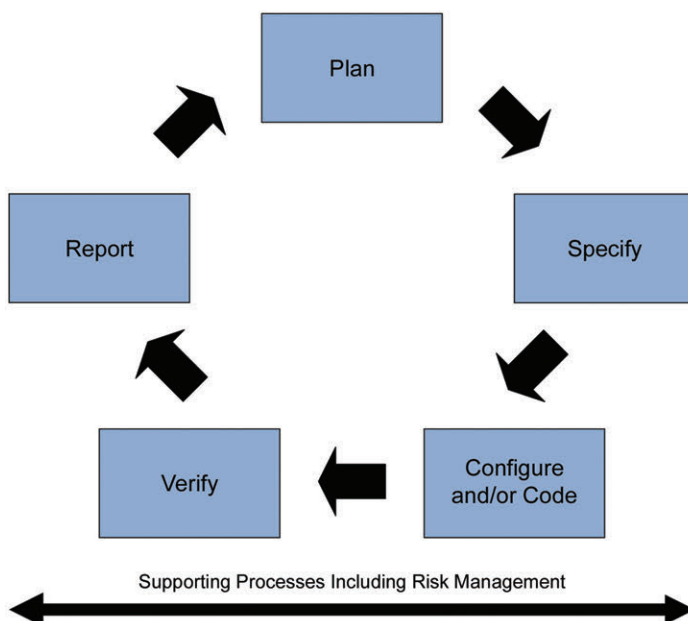 Plan
Specify
Configure
and/or Code
Verify
Report
Supporting Processes Including Risk Management